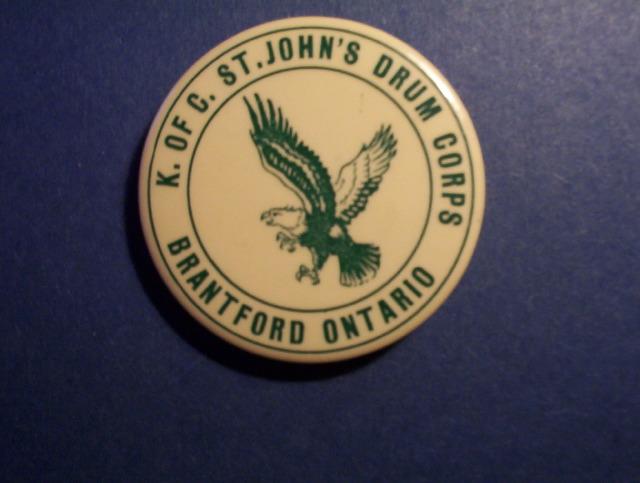 K. OF C. ST. JOHN'S DRUM CORPS
BRANTFORD ONTARIO